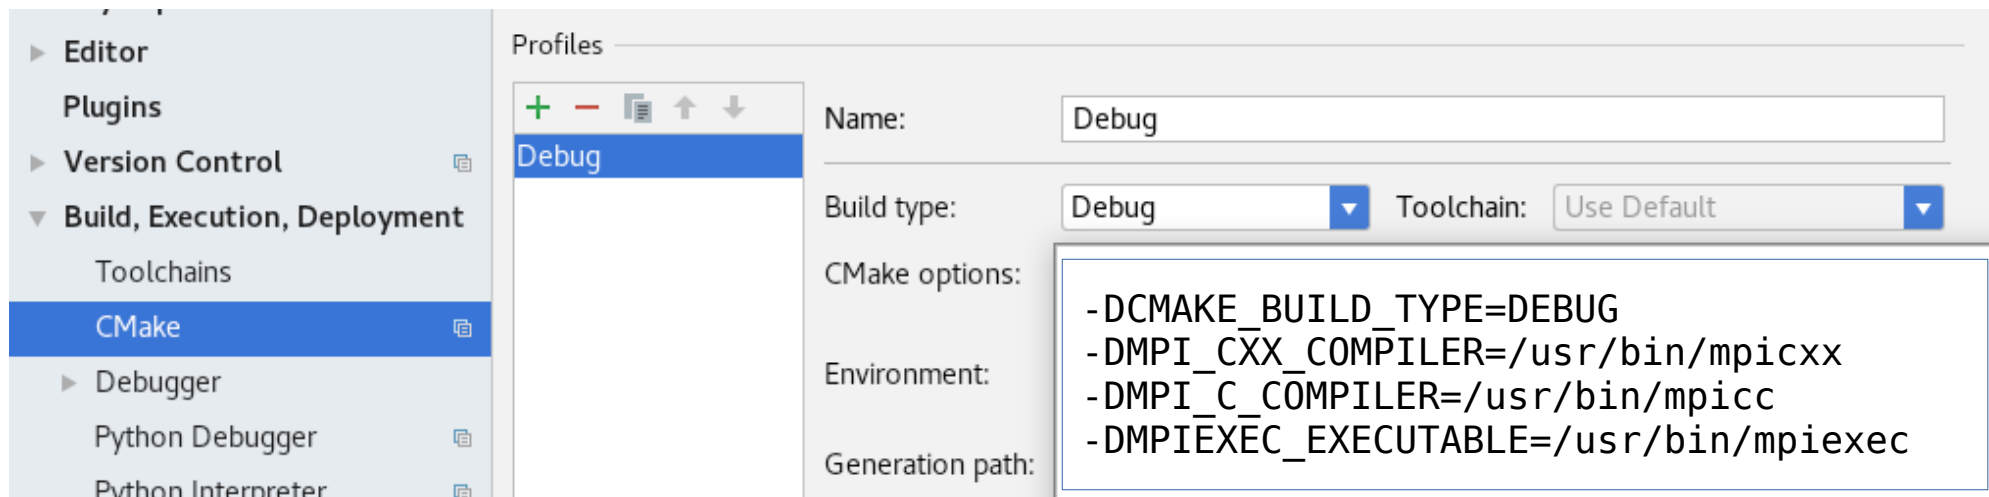 Editor
Plugins
Version Control
Build, Execution, Deployment
Toolchains
CMake
Debugger
Python Debugger
Python Interpreter
Profiles
Debug
Name:
Debug
Build type:
Debug
Toolchain:
Use Default
CMake options:
-DCMAKE_BUILD_TYPE=DEBUG
-DMPI_CXX_COMPILER=/usr/bin/mpicxx
-DMPI_C_COMPILER=/usr/bin/mpicc
-DMPIEXEC_EXECUTABLE=/usr/bin/mpiexec
Environment:
Generation path: